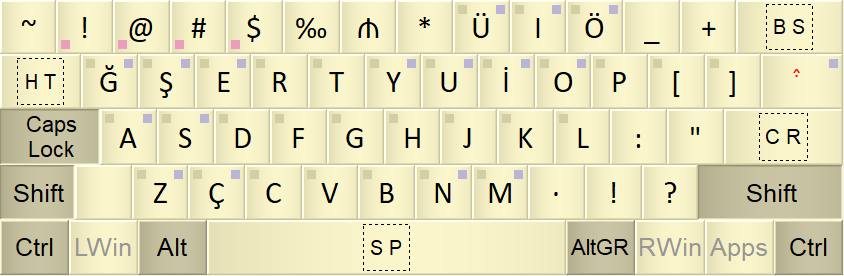 ~ ! @ # $ ‰ ₼ * Ü I Ö _ + BS
HT Ğ Ş E R T Y U İ O P [ ]
Caps Lock A S D F G H J K L : " CR
Shift Z Ç C V B N M · ! ? Shift
Ctrl LWin Alt SP AltGR RWin Apps Ctrl